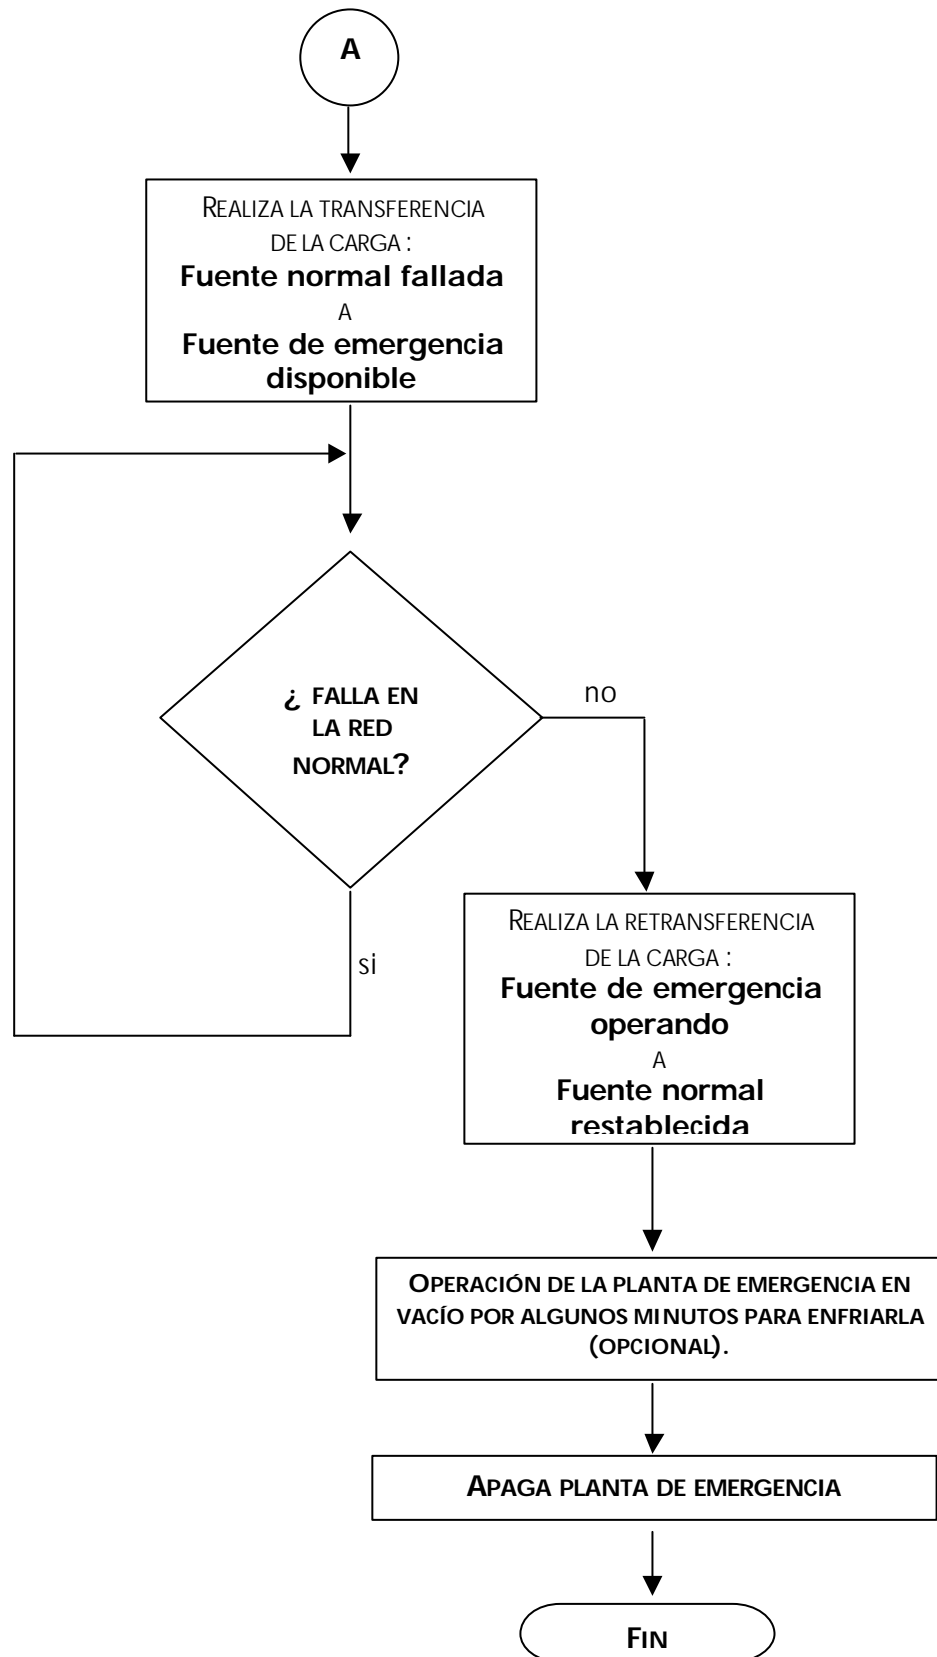 A
REALIZA LA TRANSFERENCIA
DE LA CARGA :
Fuente normal fallada
A
Fuente de emergencia
disponible
¿ FALLA EN
LA RED
NORMAL?
no
si
REALIZA LA RETRANSFERENCIA
DE LA CARGA :
Fuente de emergencia
operando
A
Fuente normal
restablecida
OPERACIÓN DE LA PLANTA DE EMERGENCIA EN
VACÍO POR ALGUNOS MINUTOS PARA ENFRIARLA
(OPCIONAL).
APAGA PLANTA DE EMERGENCIA
FIN